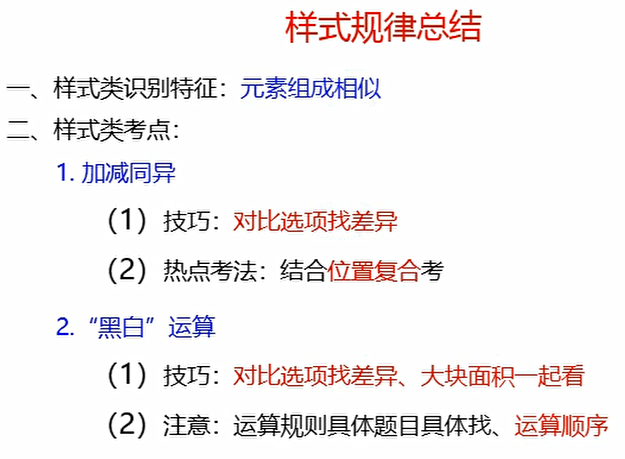 样式规律总结
一、样式类识别特征：元素组成相似
二、样式类考点：
1. 加减同异
（1）技巧：对比选项找差异
（2）热点考法：结合位置复合考
2.“黑白”运算
（1）技巧：对比选项找差异、大块面积一起看
（2）注意：运算规则具体题目具体找、运算顺序